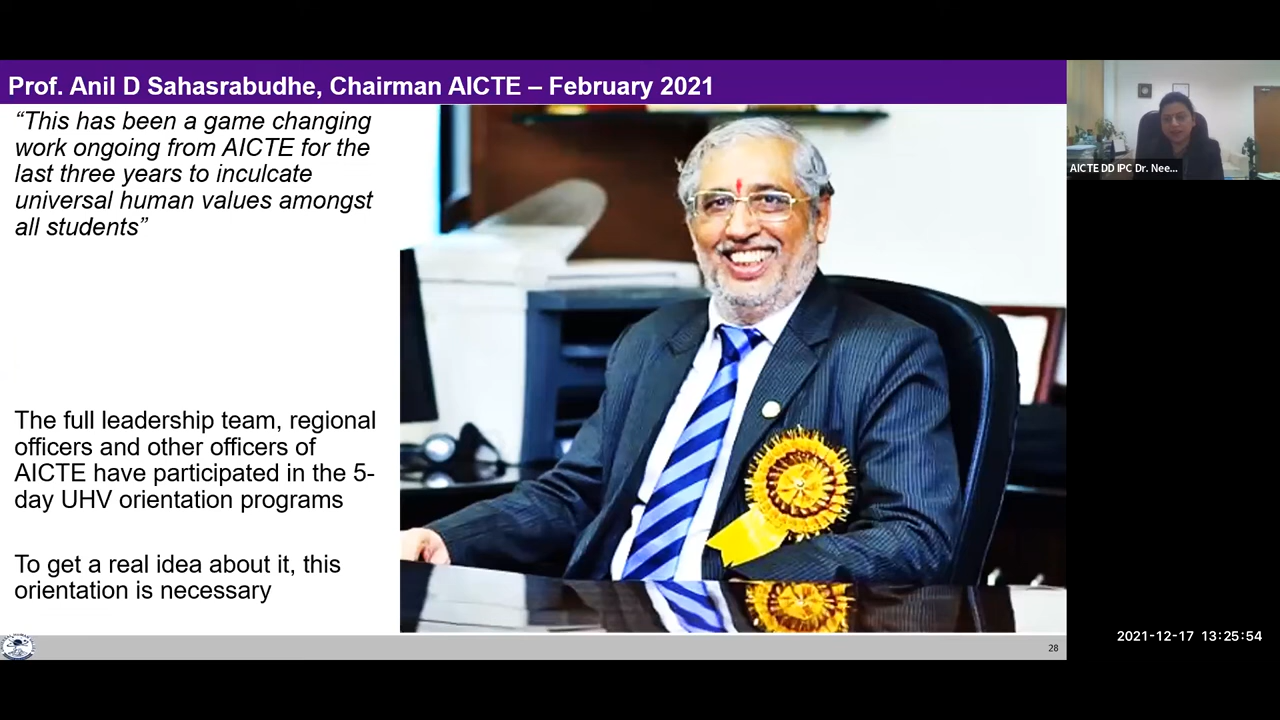 Prof. Anil D Sahasrabudhe, Chairman AICTE – February 2021
“This has been a game changing
work ongoing from AICTE for the
last three years to inculcate
universal human values amongst
all students”
The full leadership team, regional
officers and other officers of
AICTE have participated in the 5-
day UHV orientation programs
To get a real idea about it, this
orientation is necessary
28
AICTE DD IPC Dr. Nee...
2021-12-17 13:25:54